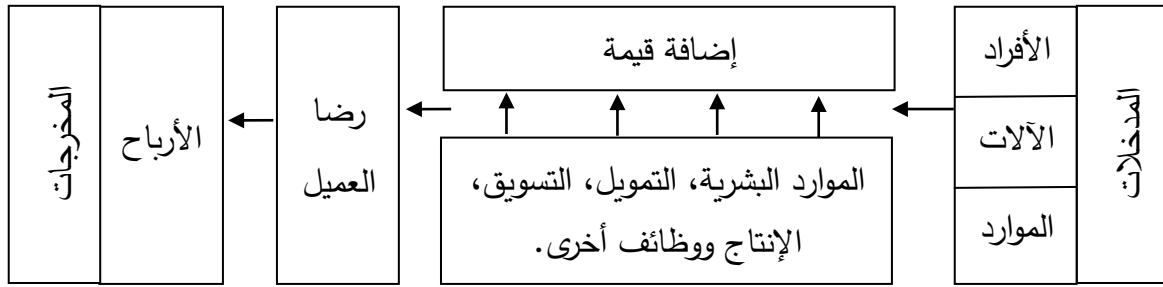 المدخلات
الأفراد
الآلات
الموارد
إضافة قيمة
الموارد البشرية، التمويل، التسويق،
الإنتاج ووظائف أخرى.
رضا
العميل
الأرباح
المخرجات